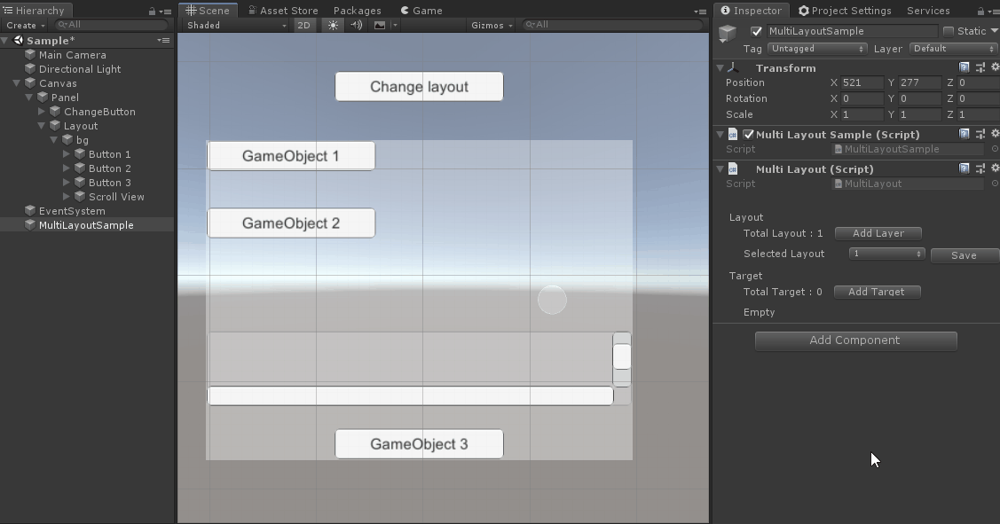 Hierarchy
Create
All
Sample*
Main Camera
Directional Light
Canvas
Panel
ChangeButton
Layout
bg
Button 1
Button 2
Button 3
Scroll View
EventSystem
MultiLayoutSample
Scene Asset Store Packages Game
Shaded 2D Gizmos All
Change layout
GameObject 1
GameObject 2
GameObject 3
Inspector Project Settings Services
MultiLayoutSample Static
Tag Untagged Layer Default
Transform
Position X 521 Y 277 Z 0
Rotation X 0 Y 0 Z 0
Scale X 1 Y 1 Z 1
c# Multi Layout Sample (Script)
Script MultiLayoutSample
c# Multi Layout (Script)
Script MultiLayout
Layout
Total Layout : 1 Add Layer
Selected Layout 1 Save
Target
Total Target : 0 Add Target
Empty
Add Component